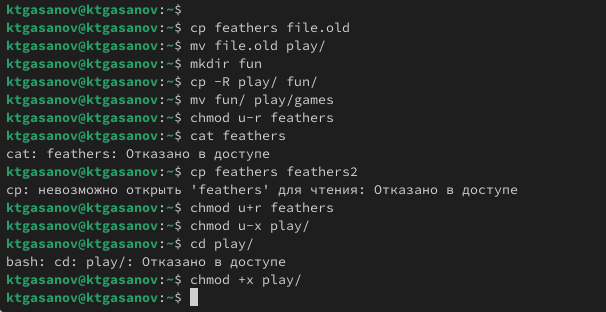 ktgasanov@ktgasanov:~$
ktgasanov@ktgasanov:~$ cp feathers file.old
ktgasanov@ktgasanov:~$ mv file.old play/
ktgasanov@ktgasanov:~$ mkdir fun
ktgasanov@ktgasanov:~$ cp -R play/ fun/
ktgasanov@ktgasanov:~$ mv fun/ play/games
ktgasanov@ktgasanov:~$ chmod u-r feathers
ktgasanov@ktgasanov:~$ cat feathers
cat: feathers: Отказано в доступе
ktgasanov@ktgasanov:~$ cp feathers feathers2
cp: невозможно открыть 'feathers' для чтения: Отказано в доступе
ktgasanov@ktgasanov:~$ chmod u+r feathers
ktgasanov@ktgasanov:~$ chmod u-x play/
ktgasanov@ktgasanov:~$ cd play/
bash: cd: play/: Отказано в доступе
ktgasanov@ktgasanov:~$ chmod +x play/
ktgasanov@ktgasanov:~$